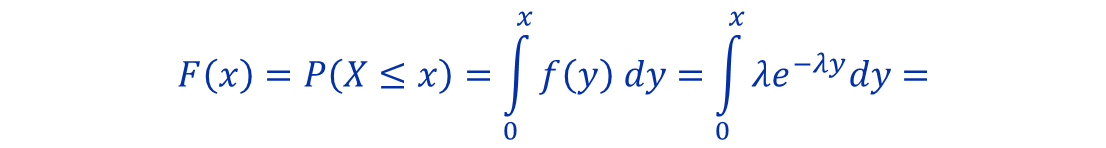 F(x) = P(X ≤ x) = ∫₀ˣ f(y) dy = ∫₀ˣ λe^{−λy}dy =